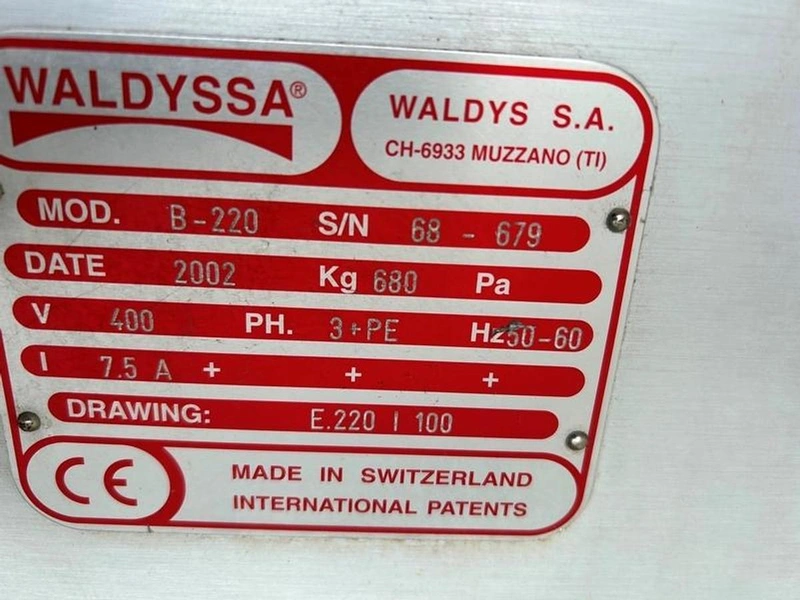 WALDYSSA®
WALDYS S.A.
CH-6933 MUZZANO (TI)
MOD. B-220 S/N 68 - 679
DATE 2002 Kg 680 Pa
V 400 PH. 3+PE Hz 50-60
I 7.5 A + + +
DRAWING: E.220 I 100
CE
MADE IN SWITZERLAND
INTERNATIONAL PATENTS